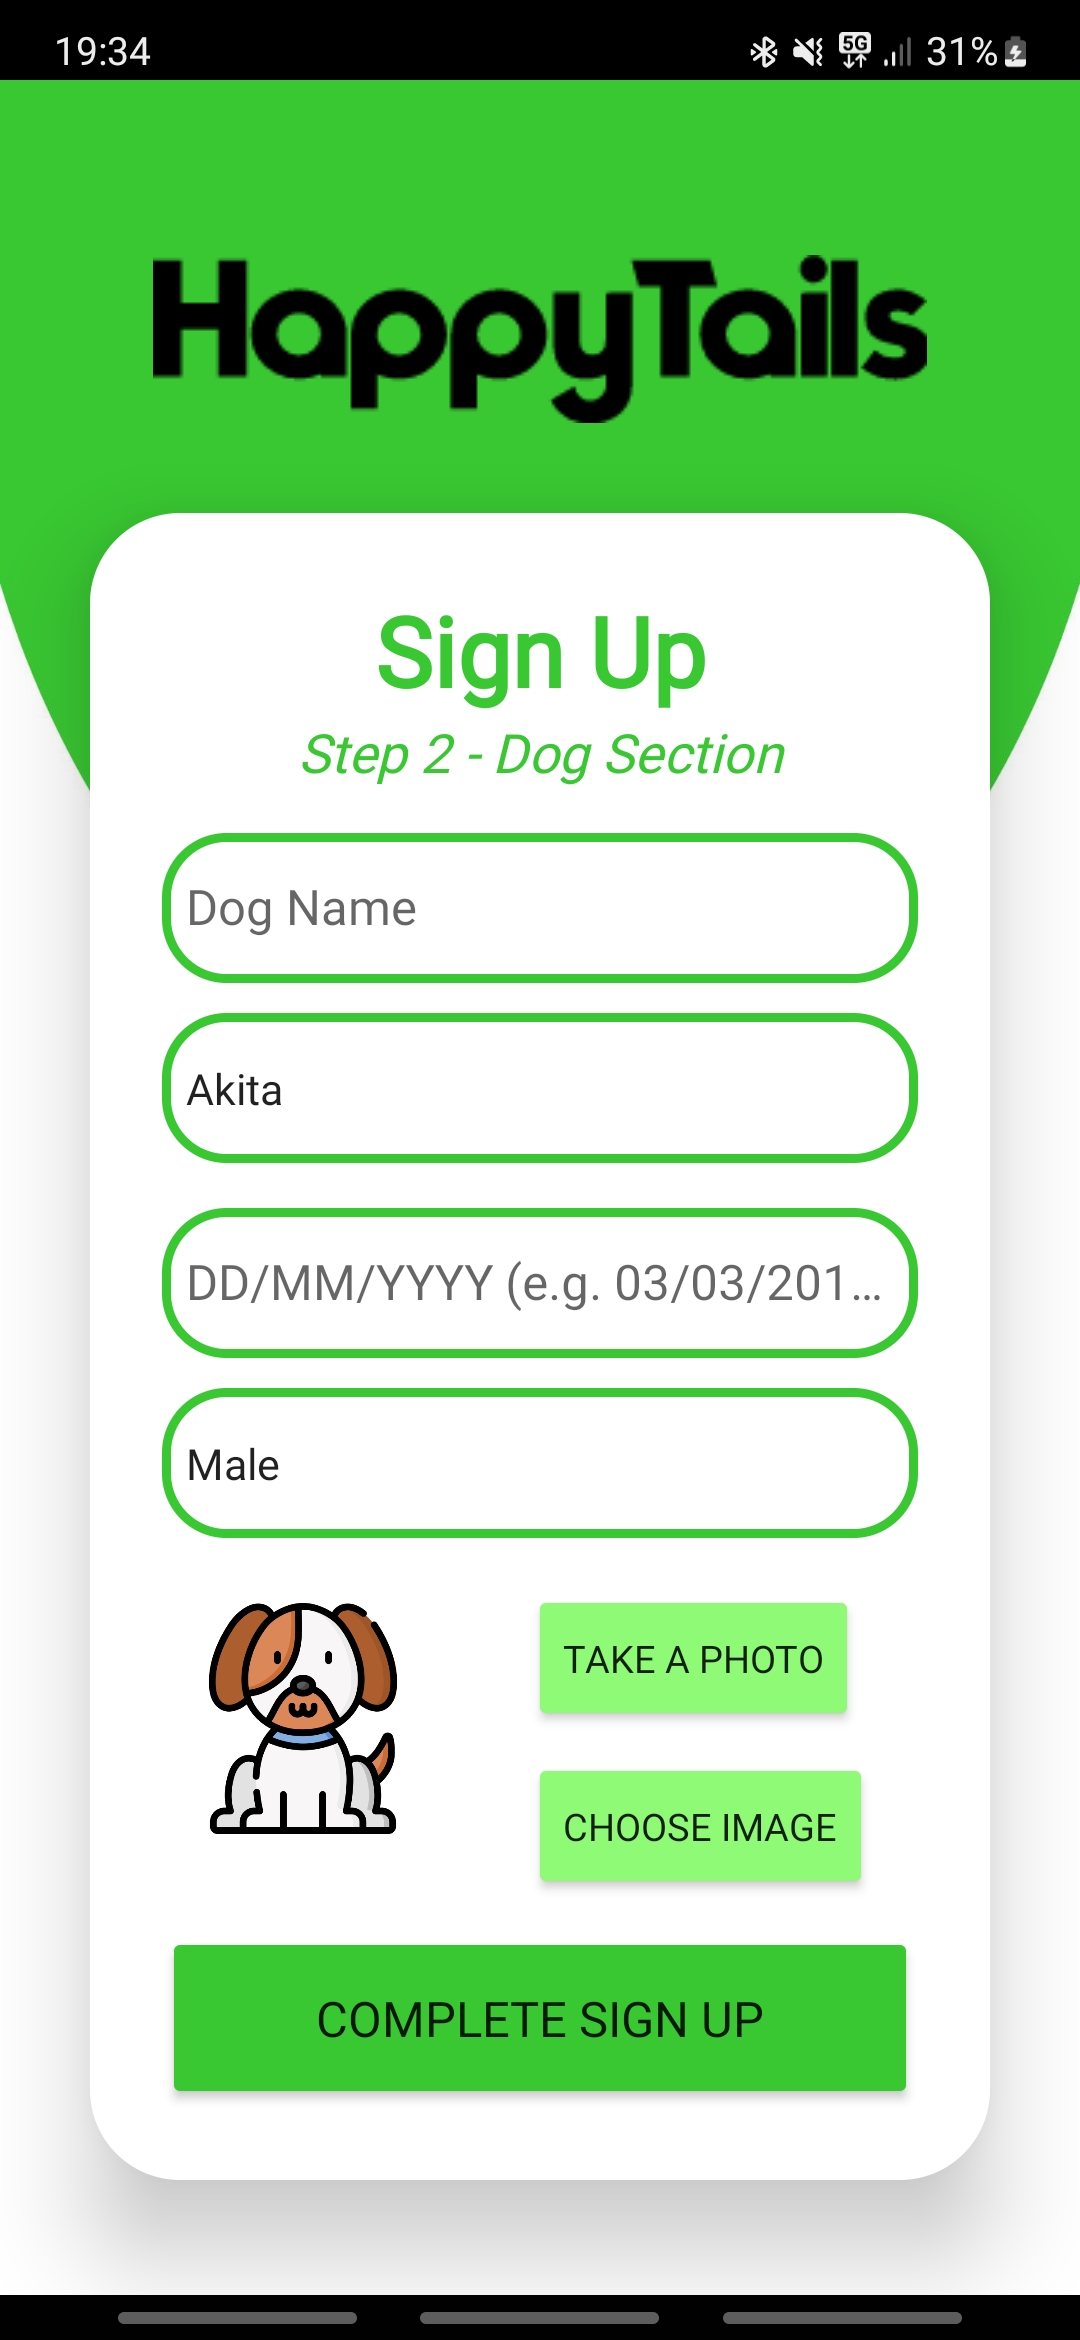 19:34 5G 31%
HappyTails
Sign Up
Step 2 - Dog Section
Dog Name
Akita
DD/MM/YYYY (e.g. 03/03/201...
Male
TAKE A PHOTO
CHOOSE IMAGE
COMPLETE SIGN UP